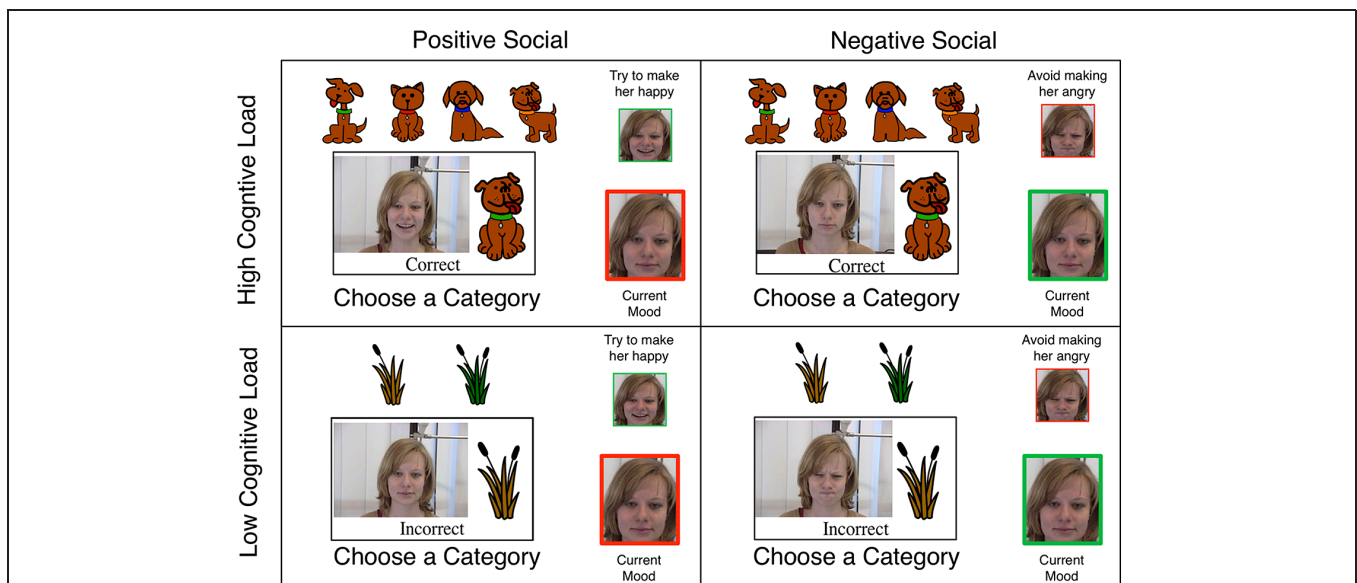 Positive Social
Negative Social
High Cogntive Load
Try to make
her happy
Correct
Choose a Category
Current
Mood
Avoid making
her angry
Correct
Choose a Category
Current
Mood
Low Cognitive Load
Try to make
her happy
Incorrect
Choose a Category
Current
Mood
Avoid making
her angry
Incorrect
Choose a Category
Current
Mood